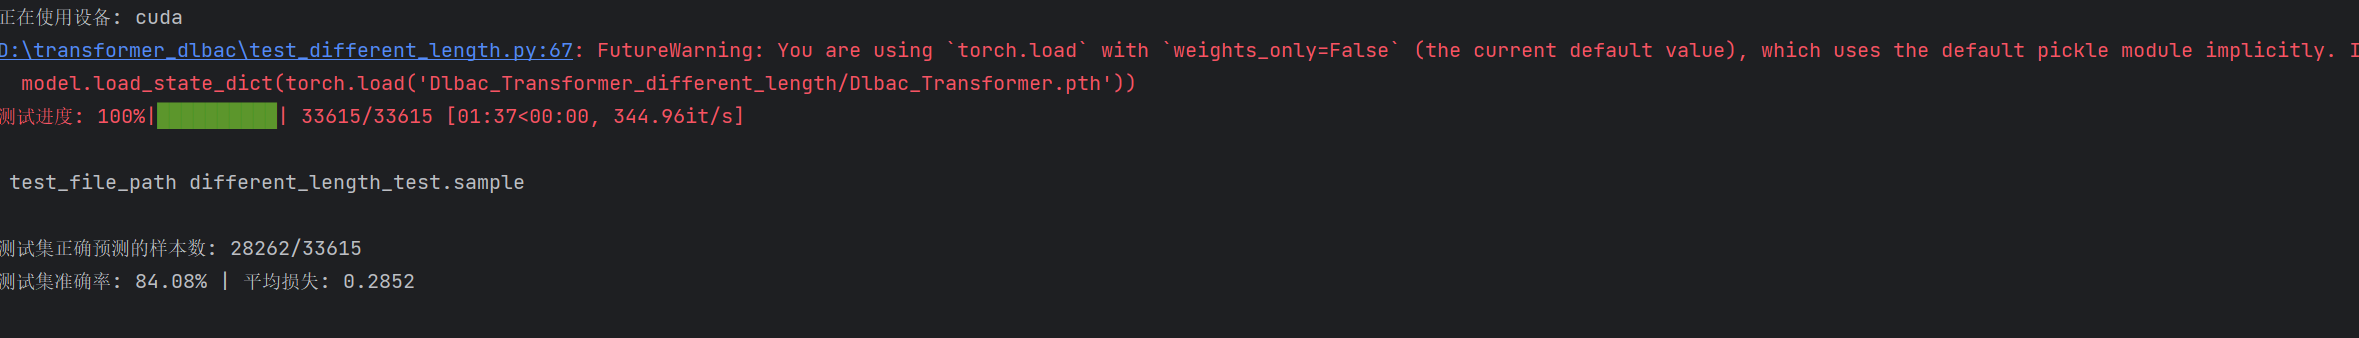 正在使用设备: cuda
D:\transformer_dlbac\test_different_length.py:67: FutureWarning: You are using `torch.load` with `weights_only=False` (the current default value), which uses the default pickle module implicitly. I
model.load_state_dict(torch.load('Dlbac_Transformer_different_length/Dlbac_Transformer.pth'))
测试进度: 100%|██████████| 33615/33615 [01:37<00:00, 344.96it/s]
test_file_path different_length_test.sample
测试集正确预测的样本数: 28262/33615
测试集准确率: 84.08% | 平均损失: 0.2852